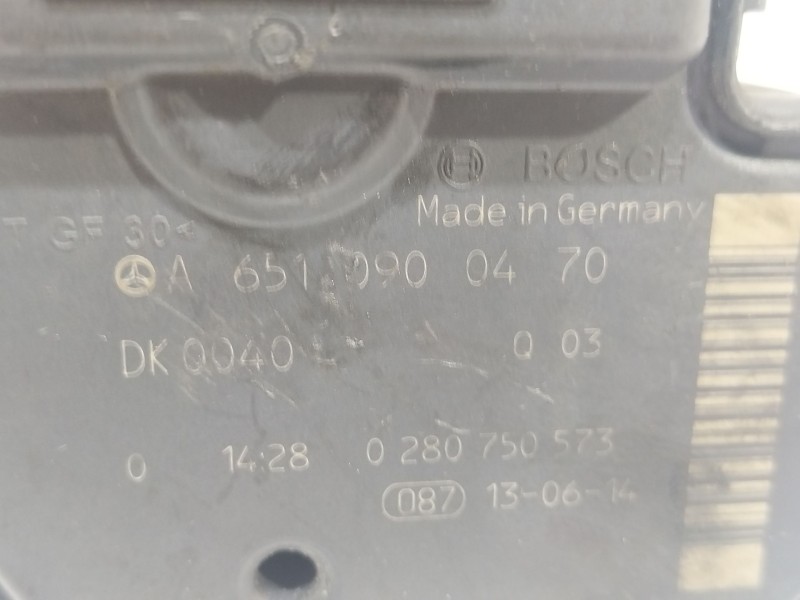 BOSCH
Made in Germany
GF 30<
A 651 090 04 70
DK 0040 Q 03
0 14:28 0 280 750 573
087 13-06-14